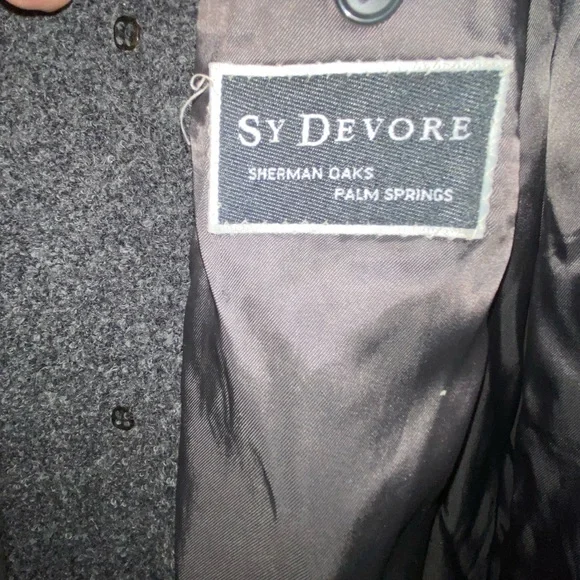 SY DEVORE
SHERMAN OAKS
PALM SPRINGS